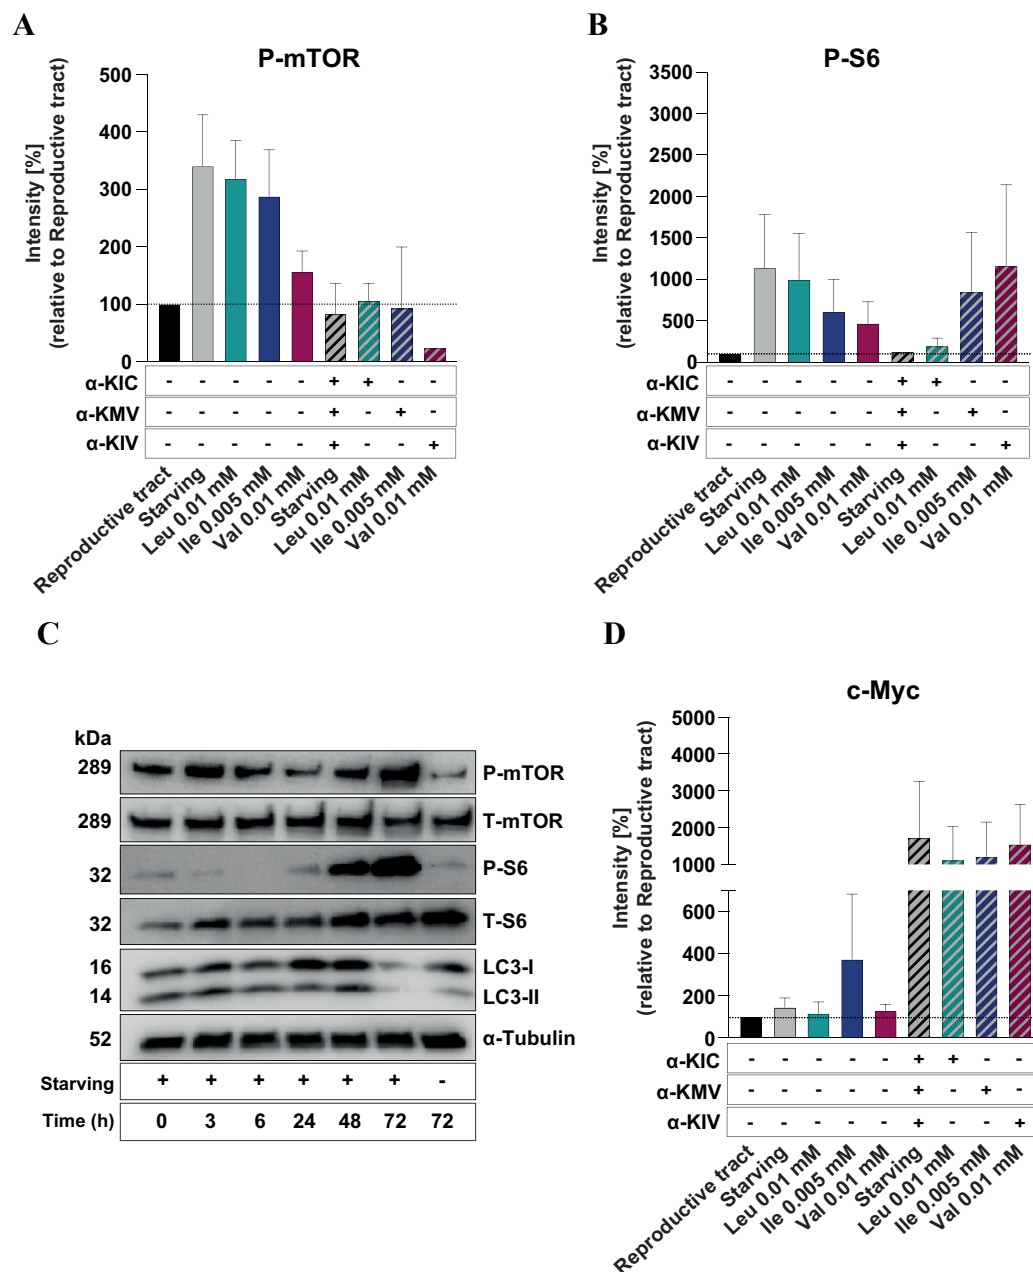 A
P-mTOR
Intensity [%]
(relative to Reproductive tract)
500
400
300
200
100
0
α-KIC - - - - - + + - -
α-KMV - - - - - + - + -
α-KIV - - - - - + - - +
Reproductive tract
Starving
Leu 0.01 mM
Ile 0.005 mM
Val 0.01 mM
Starving
Leu 0.01 mM
Ile 0.005 mM
Val 0.01 mM
B
P-S6
Intensity [%]
(relative to Reproductive tract)
3500
3000
2500
2000
1500
1000
500
0
α-KIC - - - - - + + - -
α-KMV - - - - - + - + -
α-KIV - - - - - + - - +
Reproductive tract
Starving
Leu 0.01 mM
Ile 0.005 mM
Val 0.01 mM
Starving
Leu 0.01 mM
Ile 0.005 mM
Val 0.01 mM
C
kDa
289 P-mTOR
289 T-mTOR
32 P-S6
32 T-S6
16 LC3-I
14 LC3-II
52 α-Tubulin
Starving + + + + + + -
Time (h) 0 3 6 24 48 72 72
D
c-Myc
Intensity [%]
(relative to Reproductive tract)
5000
4000
3000
2000
1000
600
400
200
0
α-KIC - - - - - + + - -
α-KMV - - - - - + - + -
α-KIV - - - - - + - - +
Reproductive tract
Starving
Leu 0.01 mM
Ile 0.005 mM
Val 0.01 mM
Starving
Leu 0.01 mM
Ile 0.005 mM
Val 0.01 mM